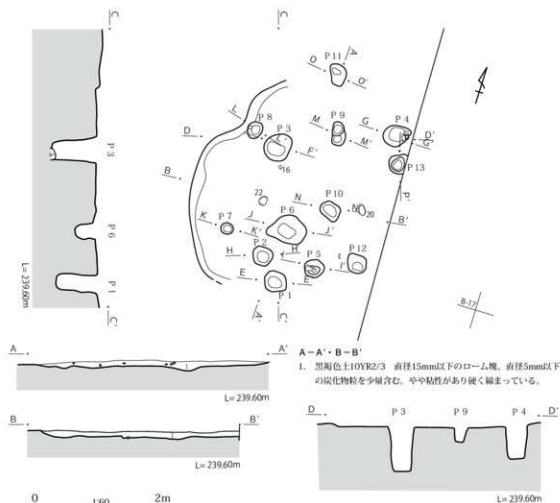 C
C'
P 3
P 6
P 1
L= 239.60m
C
A
O
P 11
O'
L
P 8
P 3
L'
F'
M
P 9
M'
G
P 4
D'
G'
P 13
P'
D
16
B
22
N
P 10
N'
20
B'
K
P 7
K'
J
P 6
J'
H
P 2
H'
P 5
I'
P 12
E
P 1
E'
A'
C'
B-17
A
A'
L= 239.60m
B
B'
L= 239.60m
0
1:60
2m
A-A'・B-B'
1. 黒褐色土10YR2/3 直径15mm以下のローム塊、直径5mm以下
の炭化物粒を少量含む。やや粘性があり硬く締まっている。
D
D'
P 3
P 9
P 4
L= 239.60m